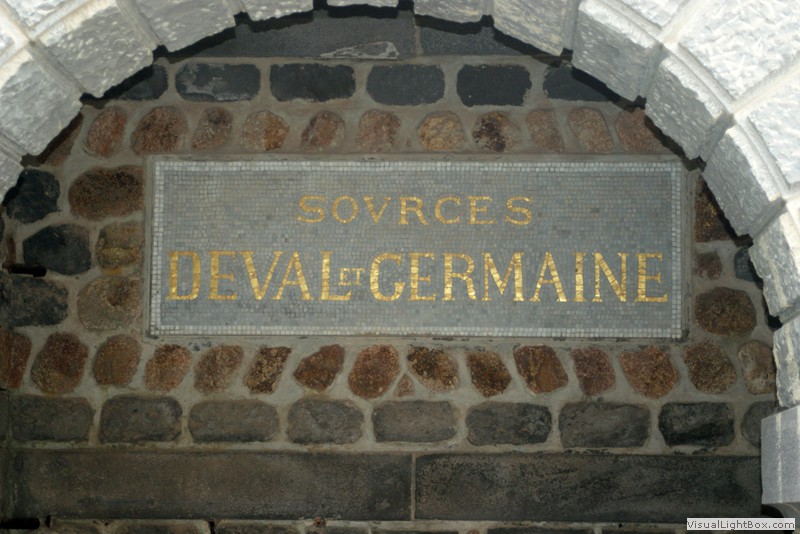 SOVRCES
DEVAL ET GERMAINE
VisualLightBox.com